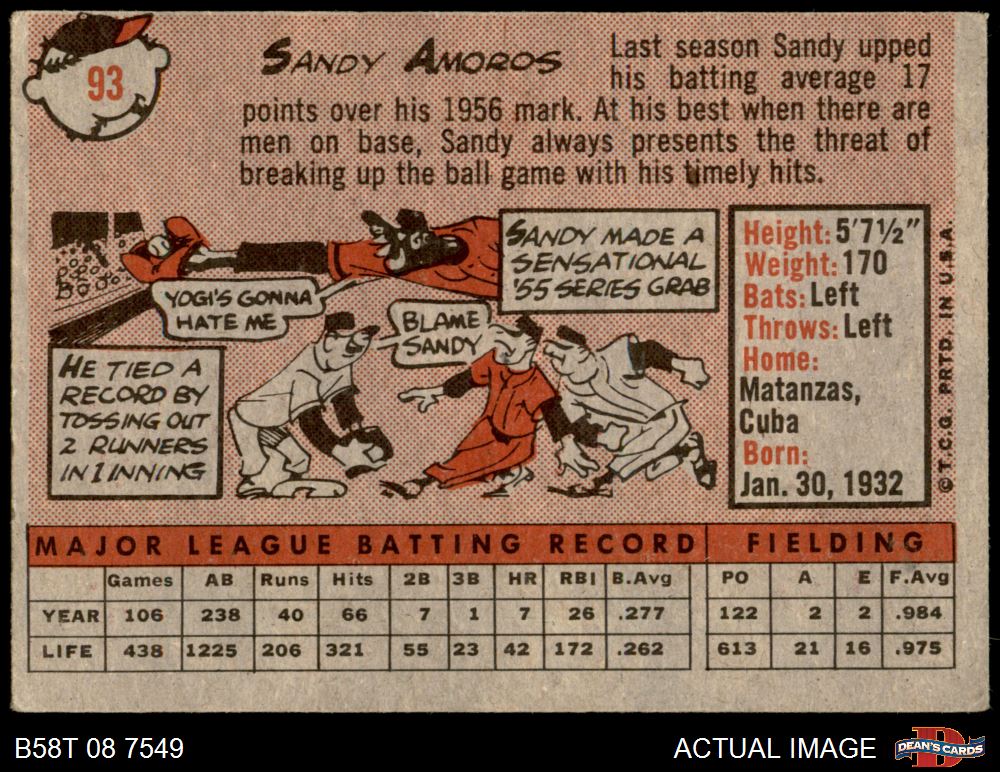 93
SANDY AMOROS
Last season Sandy upped
his batting average 17
points over his 1956 mark. At his best when there are
men on base, Sandy always presents the threat of
breaking up the ball game with his timely hits.
YOGI'S GONNA
HATE ME
SANDY MADE A
SENSATIONAL
'55 SERIES GRAB
BLAME
SANDY
HE TIED A
RECORD BY
TOSSING OUT
2 RUNNERS
IN 1 INNING
Height: 5'7½"
Weight: 170
Bats: Left
Throws: Left
Home:
Matanzas,
Cuba
Born:
Jan. 30, 1932
© T.C.G. PRTD. IN U.S.A.
MAJOR LEAGUE BATTING RECORD FIELDING
Games AB Runs Hits 2B 3B HR RBI B.Avg PO A E F.Avg
YEAR 106 238 40 66 7 1 7 26 .277 122 2 2 .984
LIFE 438 1225 206 321 55 23 42 172 .262 613 21 16 .975
B58T 08 7549
ACTUAL IMAGE
D
DEAN'S CARDS